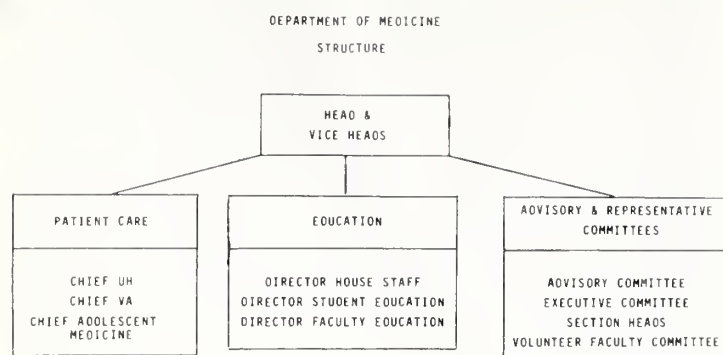 DEPARTMENT OF MEDICINE
STRUCTURE
HEAD &
VICE HEADS
PATIENT CARE
CHIEF UH
CHIEF VA
CHIEF ADOLESCENT
MEDICINE
EDUCATION
DIRECTOR HOUSE STAFF
DIRECTOR STUDENT EDUCATION
DIRECTOR FACULTY EDUCATION
ADVISORY & REPRESENTATIVE
COMMITTEES
ADVISORY COMMITTEE
EXECUTIVE COMMITTEE
SECTION HEADS
VOLUNTEER FACULTY COMMITTEE